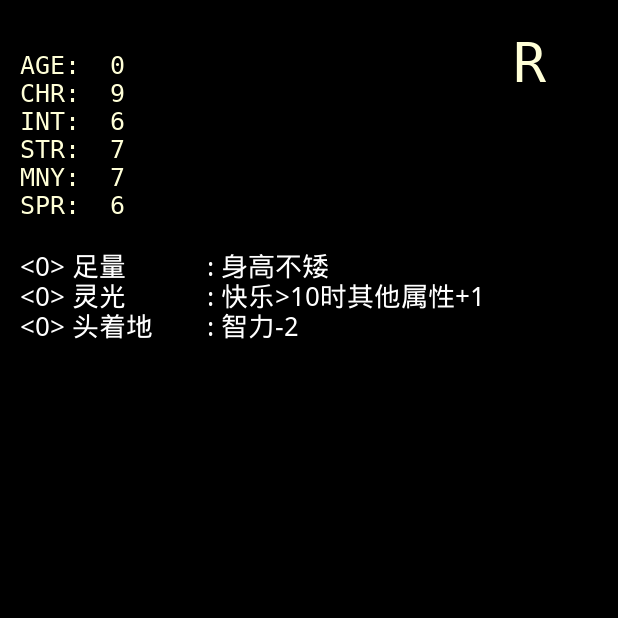 R
AGE: 0
CHR: 9
INT: 6
STR: 7
MNY: 7
SPR: 6
<0> 足量 : 身高不矮
<0> 灵光 : 快乐>10时其他属性+1
<0> 头着地 : 智力-2